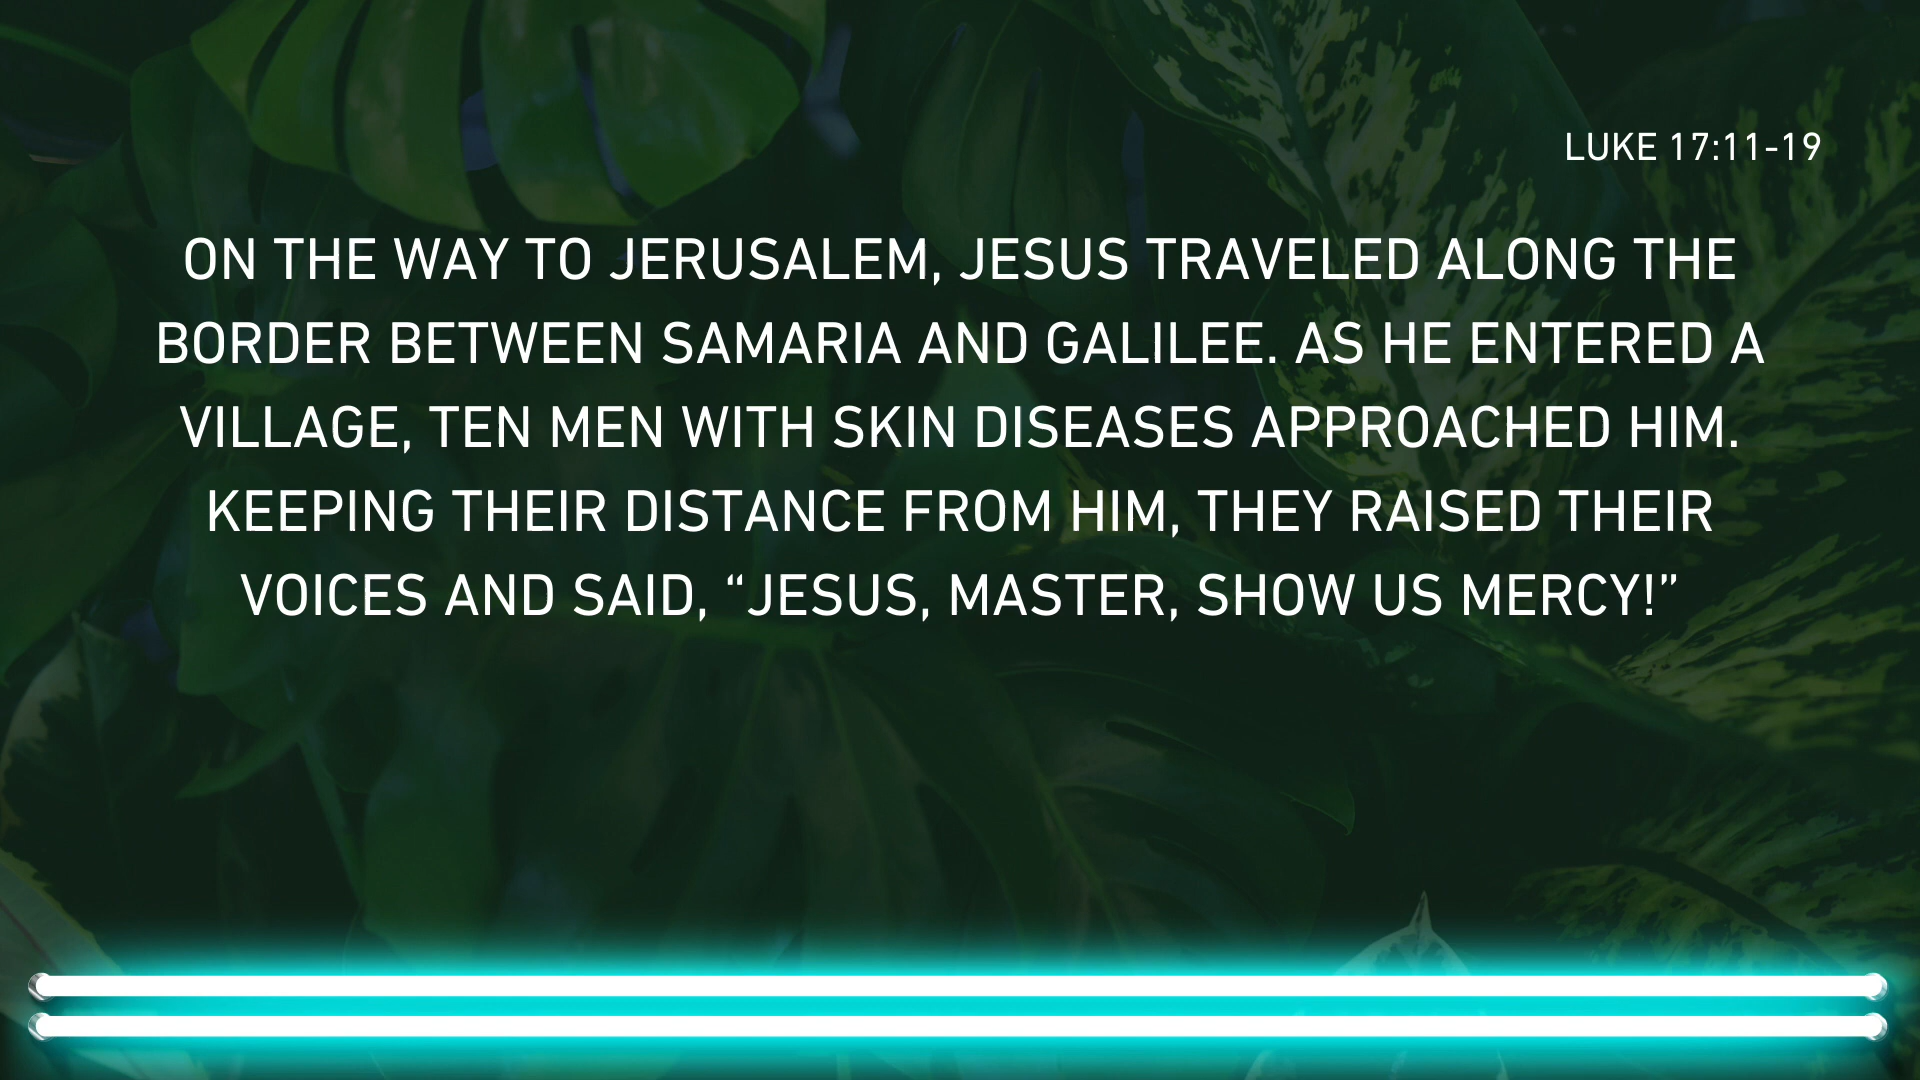 LUKE 17:11-19
ON THE WAY TO JERUSALEM, JESUS TRAVELED ALONG THE
BORDER BETWEEN SAMARIA AND GALILEE. AS HE ENTERED A
VILLAGE, TEN MEN WITH SKIN DISEASES APPROACHED HIM.
KEEPING THEIR DISTANCE FROM HIM, THEY RAISED THEIR
VOICES AND SAID, “JESUS, MASTER, SHOW US MERCY!”